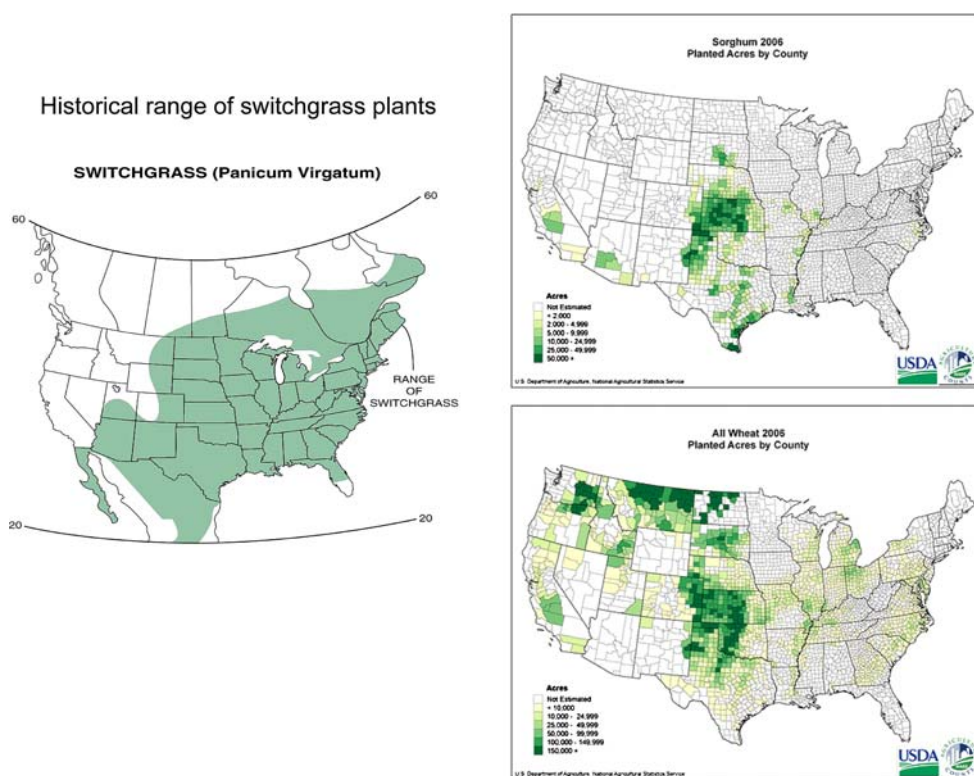 Historical range of switchgrass plants
SWITCHGRASS (Panicum Virgatum)
60
60
RANGE
OF
SWITCHGRASS
20
20
Sorghum 2006
Planted Acres by County
Acres
Not Estimated
< 2,000
2,000 - 4,999
5,000 - 9,999
10,000 - 24,999
25,000 - 49,999
50,000 +
USDA
U.S. Department of Agriculture, National Agricultural Statistics Service
All Wheat 2006
Planted Acres by County
Acres
Not Estimated
< 10,000
10,000 - 24,999
25,000 - 49,999
50,000 - 99,999
100,000 - 149,999
150,000 +
USDA
U.S. Department of Agriculture, National Agricultural Statistics Service